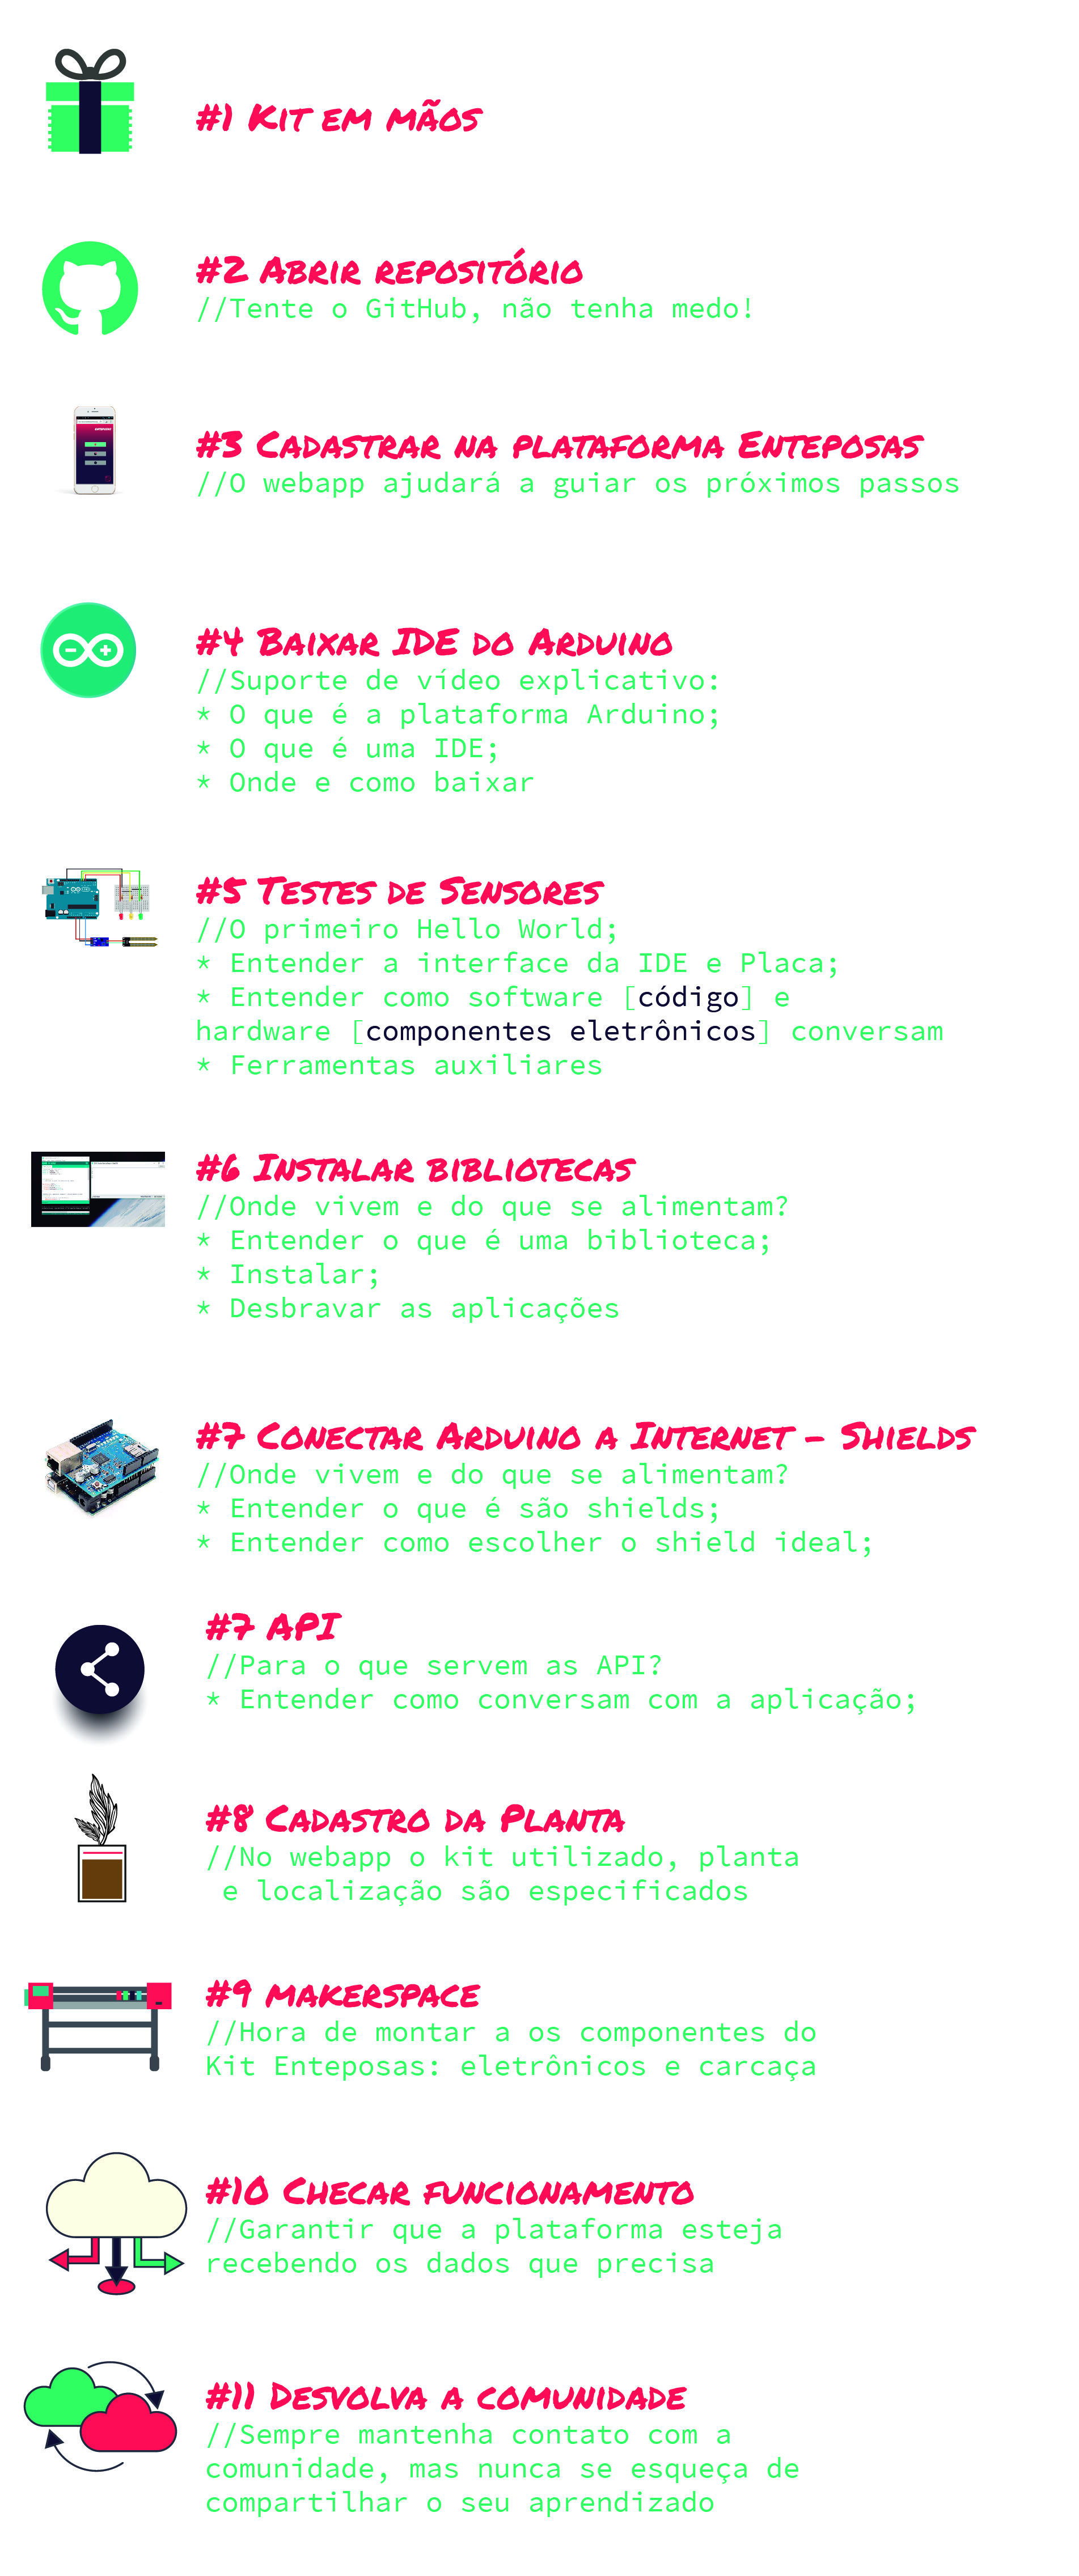 #1 Kit em mãos
#2 Abrir repositório
//Tente o GitHub, não tenha medo!
#3 Cadastrar na plataforma Enteposas
//O webapp ajudará a guiar os próximos passos
#4 Baixar IDE do Arduino
//Suporte de vídeo explicativo:
* O que é a plataforma Arduino;
* O que é uma IDE;
* Onde e como baixar
#5 Testes de Sensores
//O primeiro Hello World;
* Entender a interface da IDE e Placa;
* Entender como software [código] e
hardware [componentes eletrônicos] conversam
* Ferramentas auxiliares
#6 Instalar bibliotecas
//Onde vivem e do que se alimentam?
* Entender o que é uma biblioteca;
* Instalar;
* Desbravar as aplicações
#7 Conectar Arduino a Internet - Shields
//Onde vivem e do que se alimentam?
* Entender o que é são shields;
* Entender como escolher o shield ideal;
#7 API
//Para o que servem as API?
* Entender como conversam com a aplicação;
#8 Cadastro da Planta
//No webapp o kit utilizado, planta
e localização são especificados
#9 makerspace
//Hora de montar a os componentes do
Kit Enteposas: eletrônicos e carcaça
#10 Checar funcionamento
//Garantir que a plataforma esteja
recebendo os dados que precisa
#11 Desvolva a comunidade
//Sempre mantenha contato com a
comunidade, mas nunca se esqueça de
compartilhar o seu aprendizado